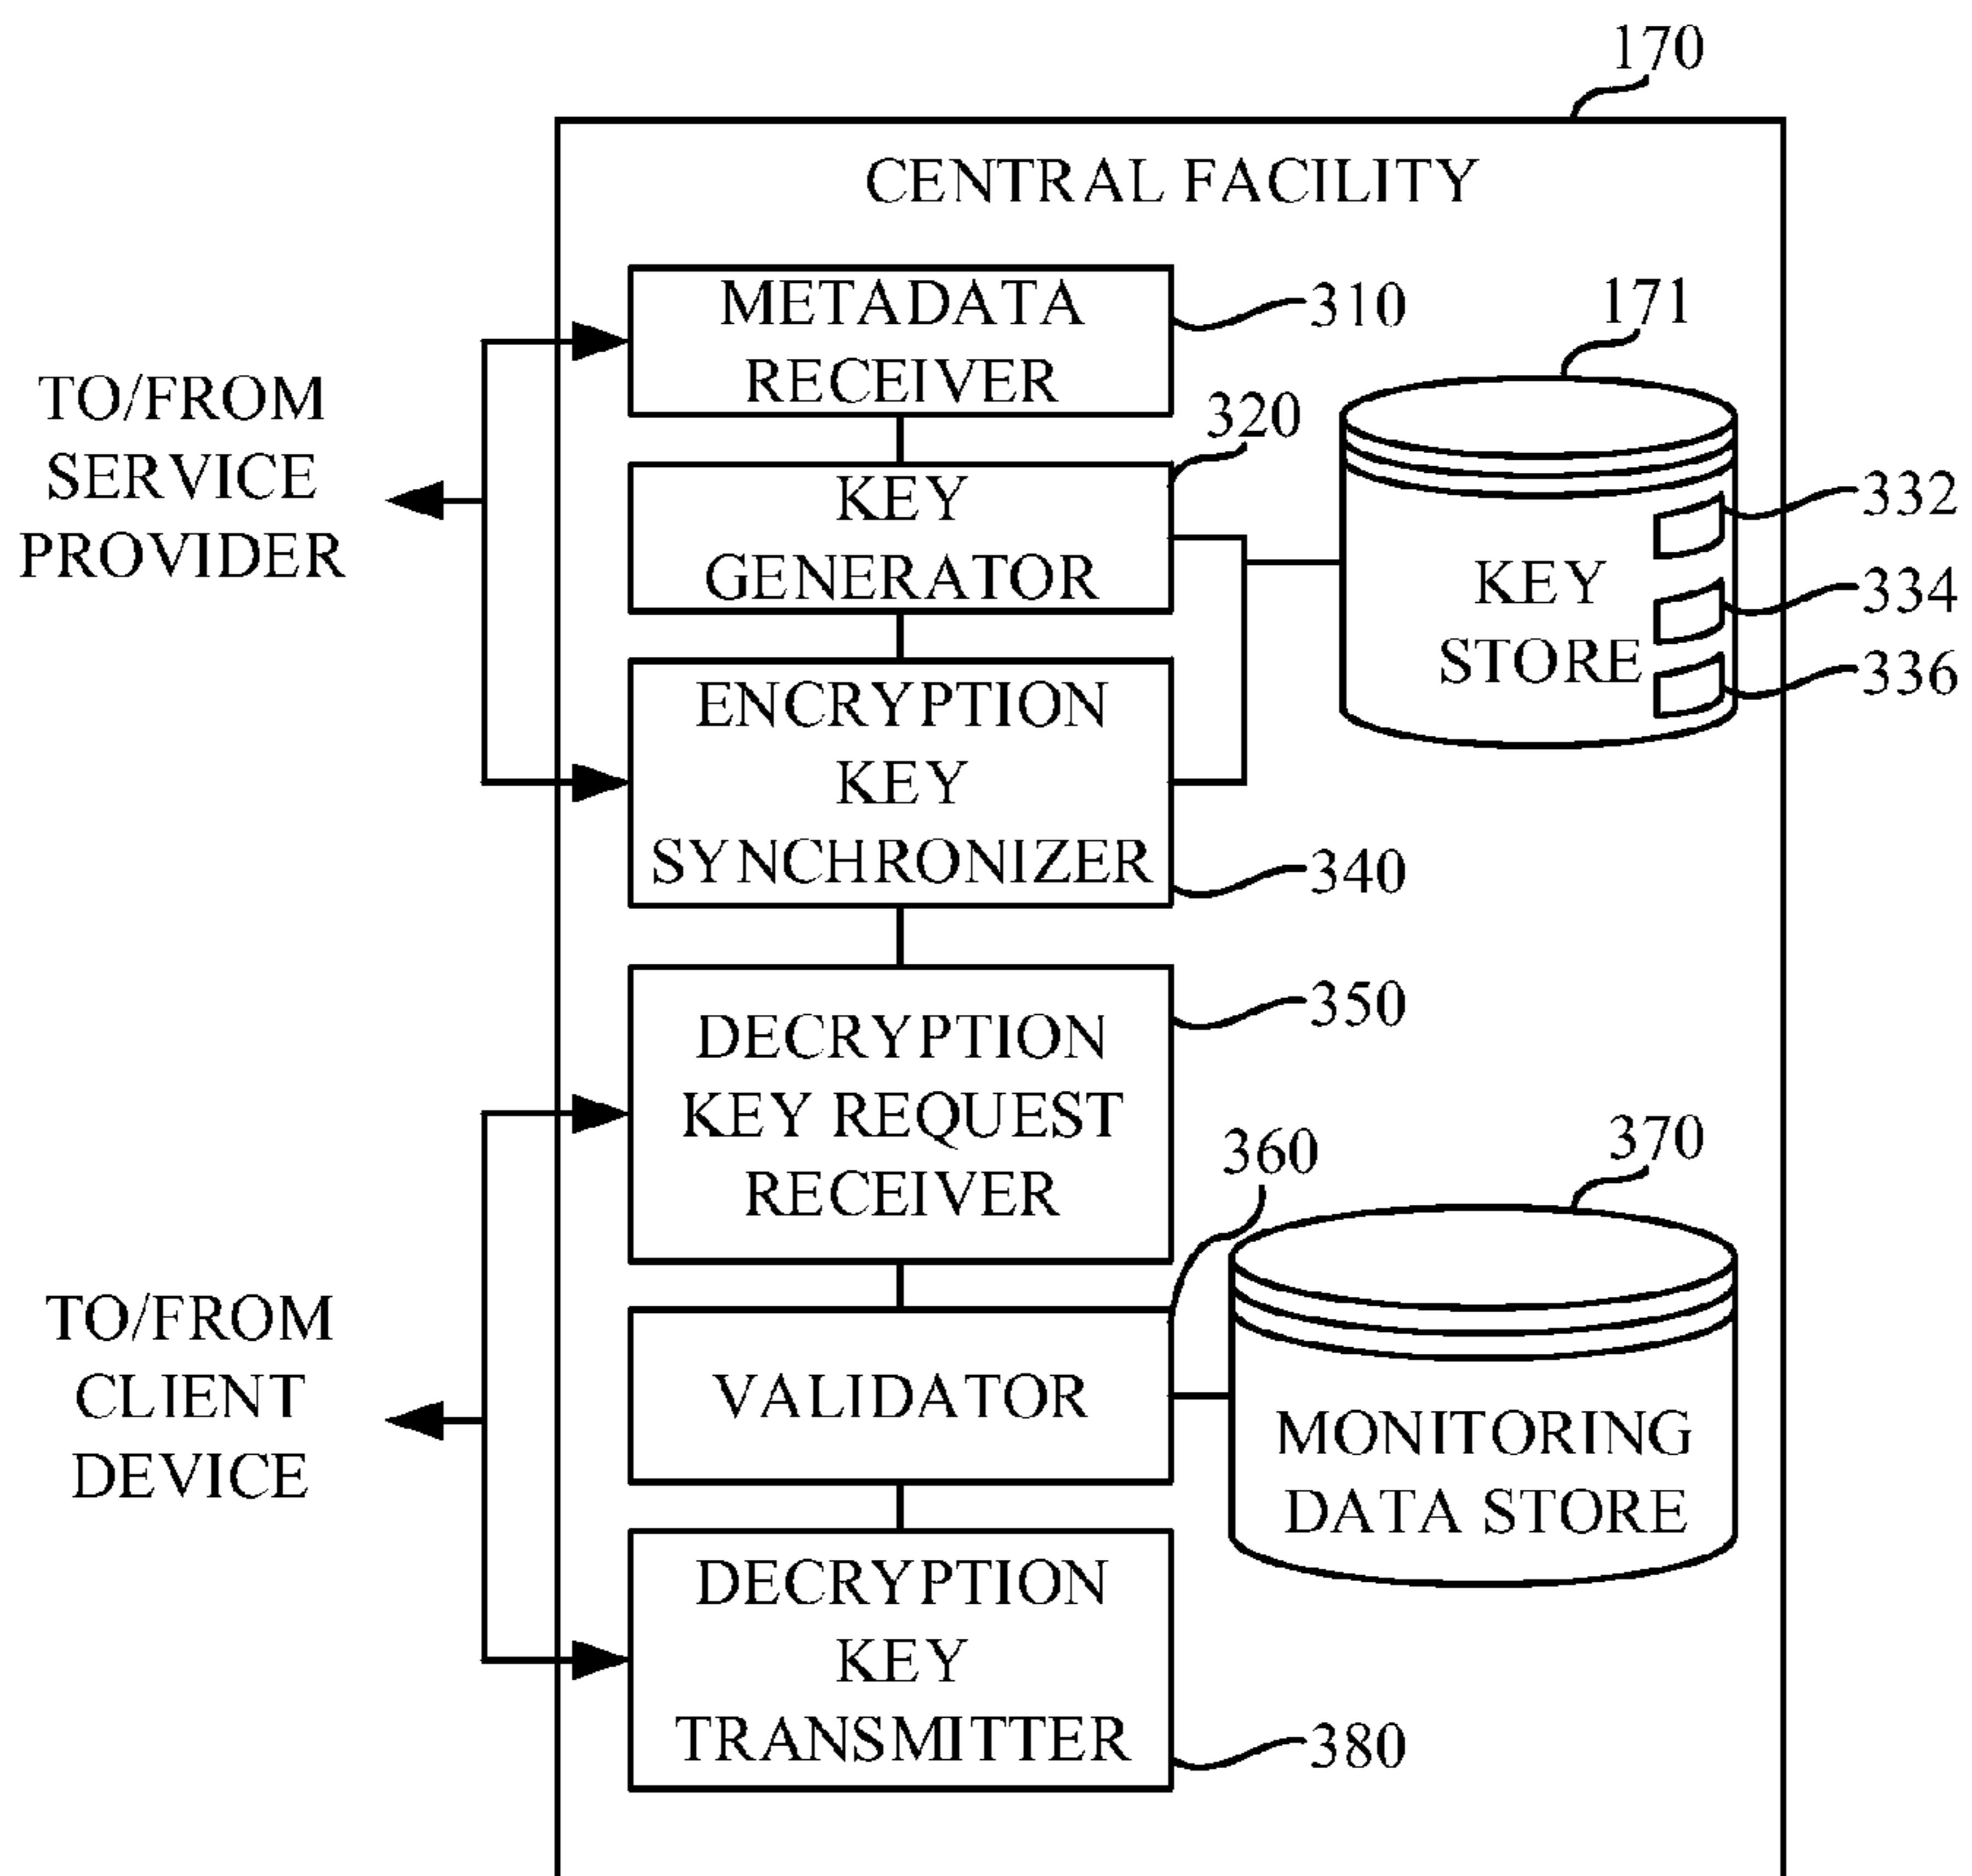 170
CENTRAL FACILITY
METADATA
RECEIVER
310
171
TO/FROM
SERVICE
PROVIDER
320
KEY
GENERATOR
KEY
STORE
332
334
336
ENCRYPTION
KEY
SYNCHRONIZER
340
DECRYPTION
KEY REQUEST
RECEIVER
350
360
370
TO/FROM
CLIENT
DEVICE
VALIDATOR
MONITORING
DATA STORE
DECRYPTION
KEY
TRANSMITTER
380